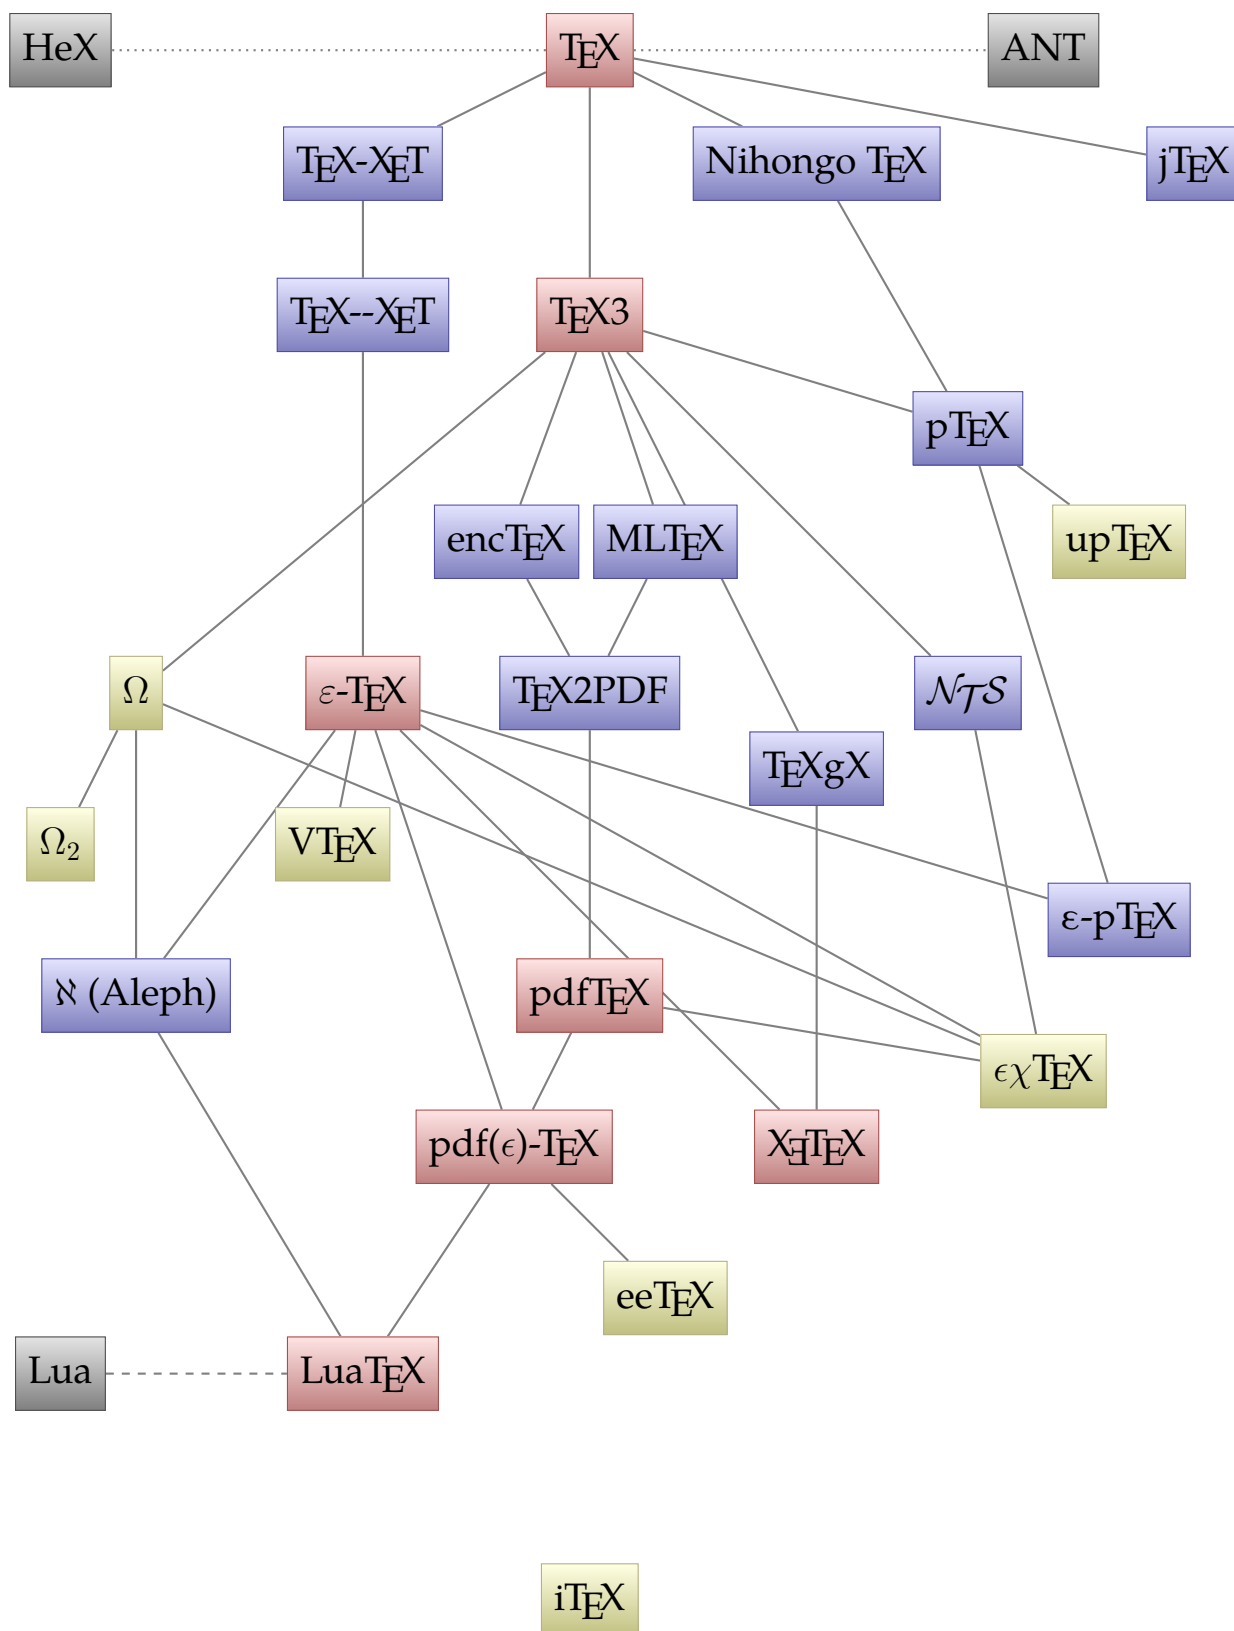 HeX
TEX
ANT
TEX-XET
Nihongo TEX
jTEX
TEX--XET
TEX3
pTEX
encTEX
MLTEX
upTEX
Ω
ε-TEX
TEX2PDF
NTS
TEXgX
Ω₂
VTEX
ε-pTEX
ℵ (Aleph)
pdfTEX
ϵχTEX
pdf(ϵ)-TEX
XƎTEX
eeTEX
Lua
LuaTEX
iTEX